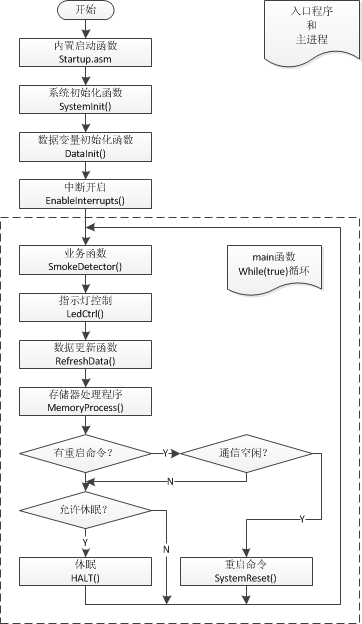 开始
入口程序
和
主进程
内置启动函数
Startup.asm
系统初始化函数
SystemInit()
数据变量初始化函数
DataInit()
中断开启
EnableInterrupts()
业务函数
SmokeDetector()
main函数
While(true)循环
指示灯控制
LedCtrl()
数据更新函数
RefreshData()
存储器处理程序
MemoryProcess()
有重启命令?
Y
通信空闲?
N
允许休眠?
Y
Y
N
休眠
HALT()
重启命令
SystemReset()